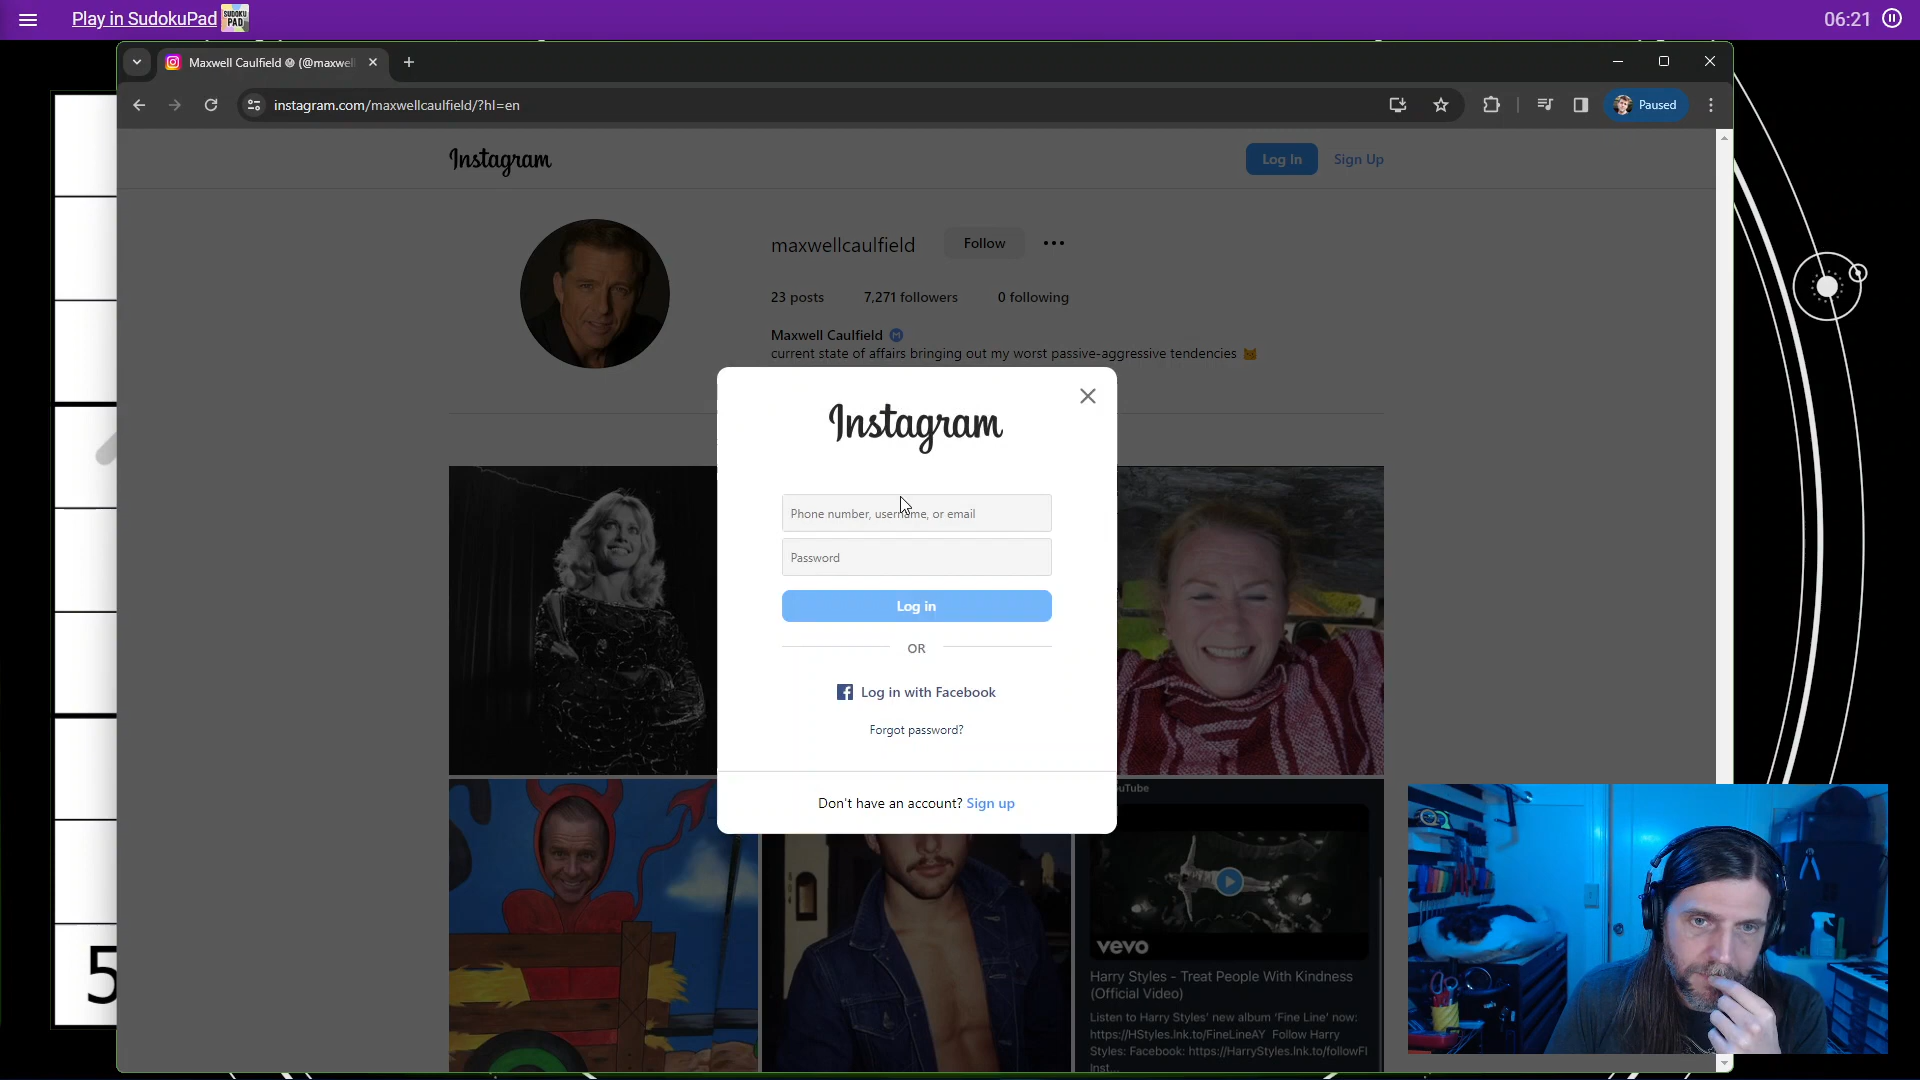 Play in SudokuPad
SUDOKU
PAD
06:21
Maxwell Caulfield
(@maxwel
instagram.com/maxwellcaulfield/?hl=en
Paused
Instagram
Log In
Sign Up
maxwellcaulfield
Follow
23 posts
7,271 followers
0 following
Maxwell Caulfield
current state of affairs bringing out my worst passive-aggressive tendencies
Instagram
Phone number, username, or email
Password
Log in
OR
Log in with Facebook
Forgot password?
Don't have an account? Sign up
uTube
vevo
Harry Styles - Treat People With Kindness
(Official Video)
Listen to Harry Styles' new album 'Fine Line' now:
https://HStyles.lnk.to/FineLineAY Follow Harry
Styles: Facebook: https://HarryStyles.lnk.to/followFI
Inst...
5